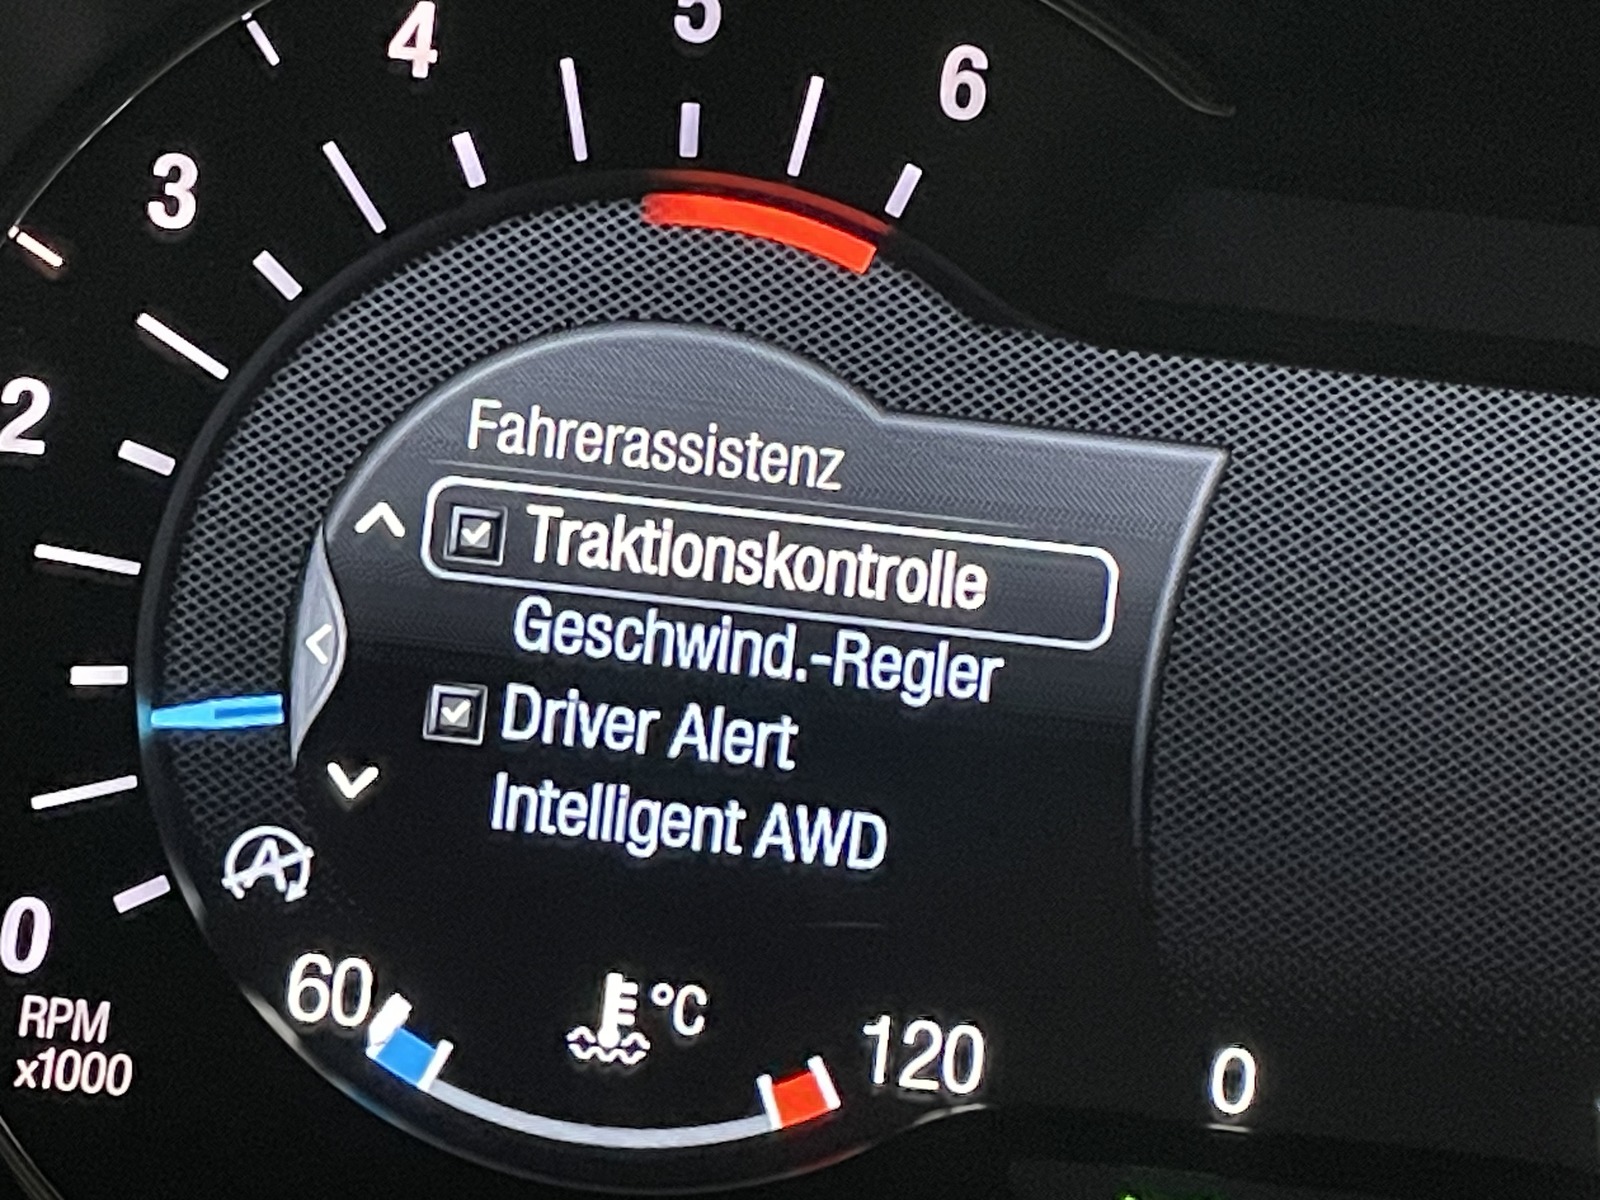 5
4
6
3
2
Fahrerassistenz
Traktionskontrolle
Geschwind.-Regler
Driver Alert
Intelligent AWD
A
0
RPM
x1000
60
°C
120
0